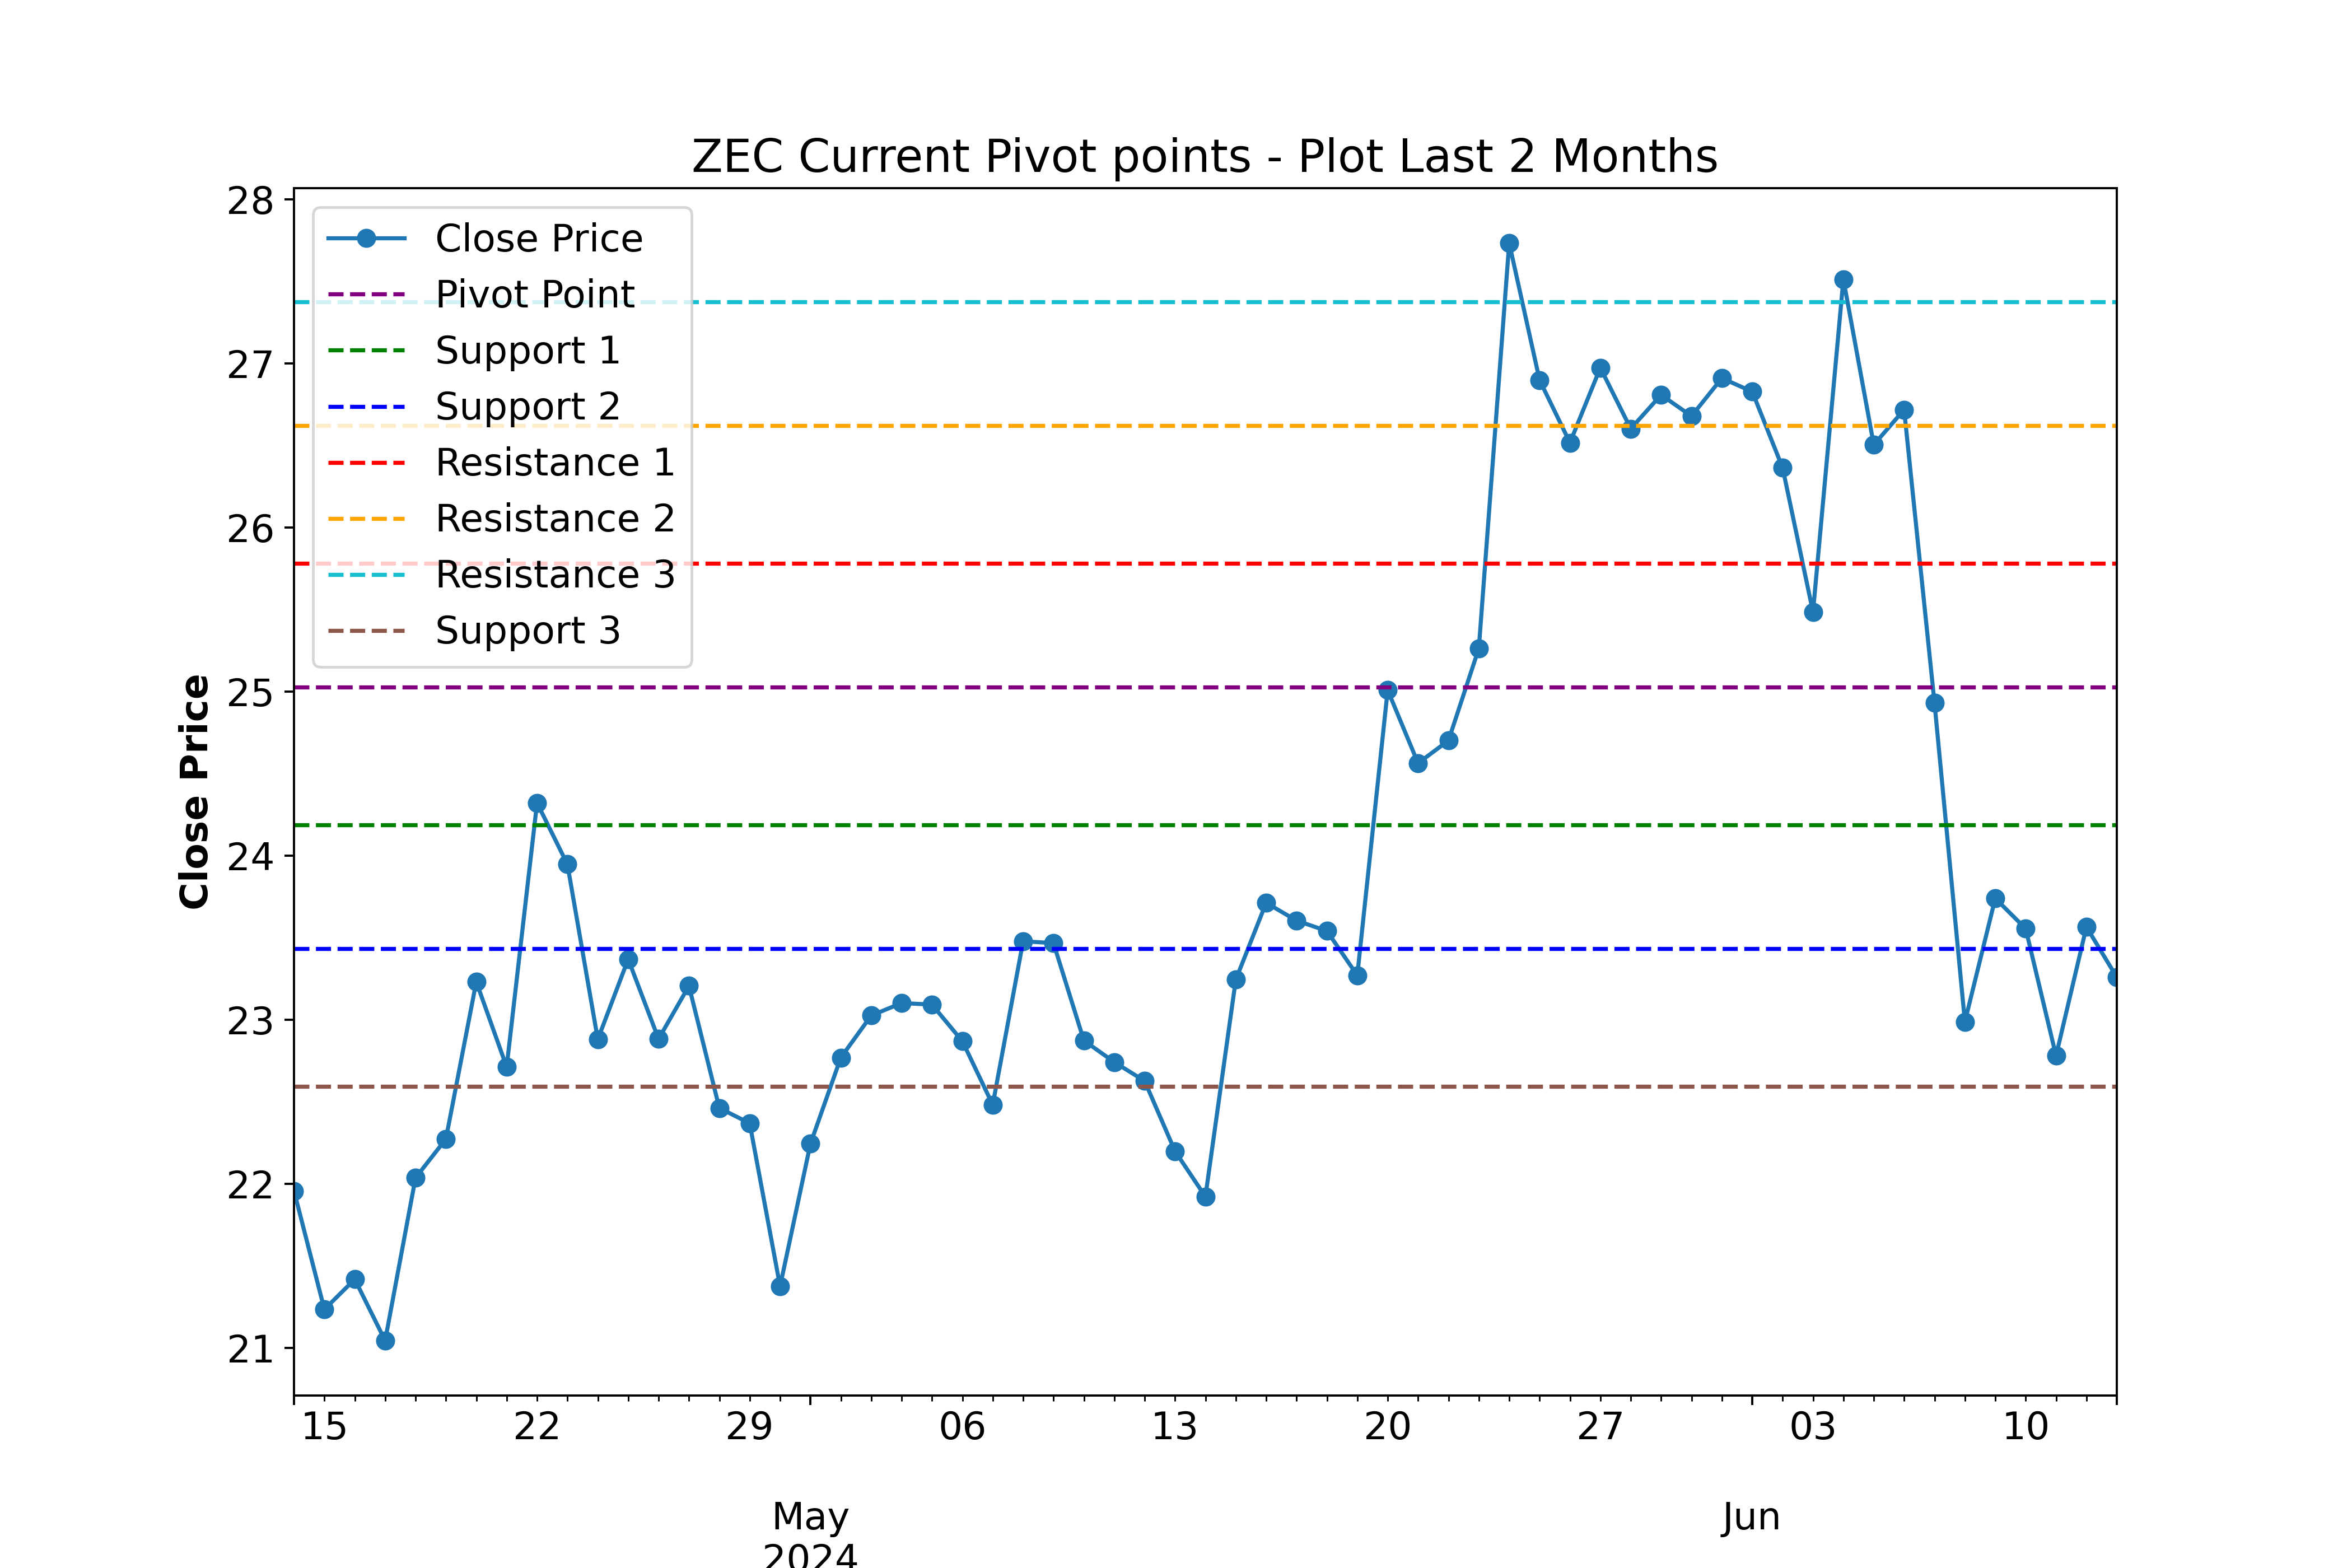 ZEC Current Pivot points - Plot Last 2 Months
28
27
26
25
24
23
22
21
Close Price
Close Price
Pivot Point
Support 1
Support 2
Resistance 1
Resistance 2
Resistance 3
Support 3
15 22 29 06 13 20 27 03 10
May Jun
2024